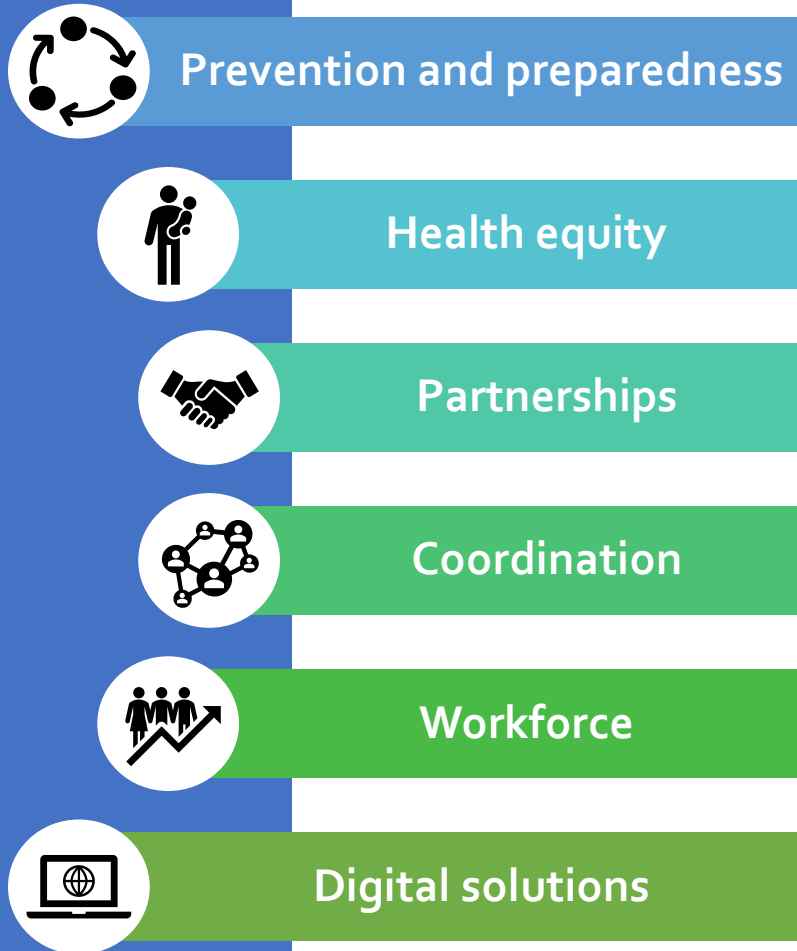 Prevention and preparedness
Health equity
Partnerships
Coordination
Workforce
Digital solutions